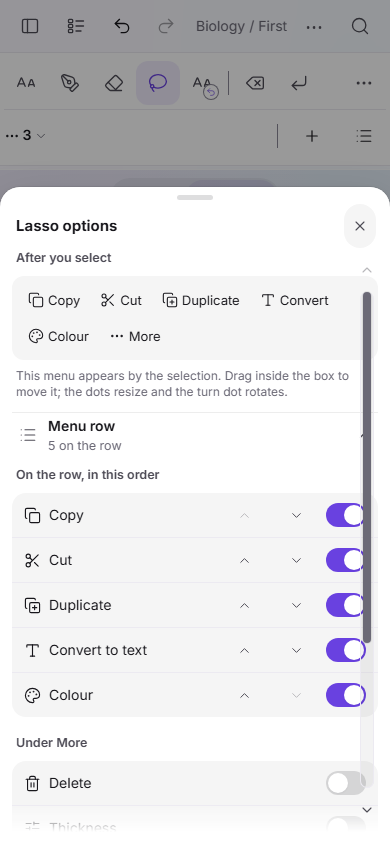 Biology / First
AA
AA
3
Lasso options
After you select
Copy Cut Duplicate Convert
Colour More
This menu appears by the selection. Drag inside the box to
move it; the dots resize and the turn dot rotates.
Menu row
5 on the row
On the row, in this order
Copy
Cut
Duplicate
Convert to text
Colour
Under More
Delete
Thickness